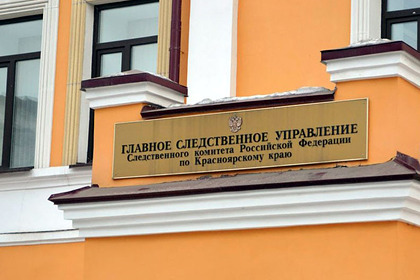 ГЛАВНОЕ СЛЕДСТВЕННОЕ УПРАВЛЕНИЕ
Следственного комитета Российской Федерации
по Красноярскому краю